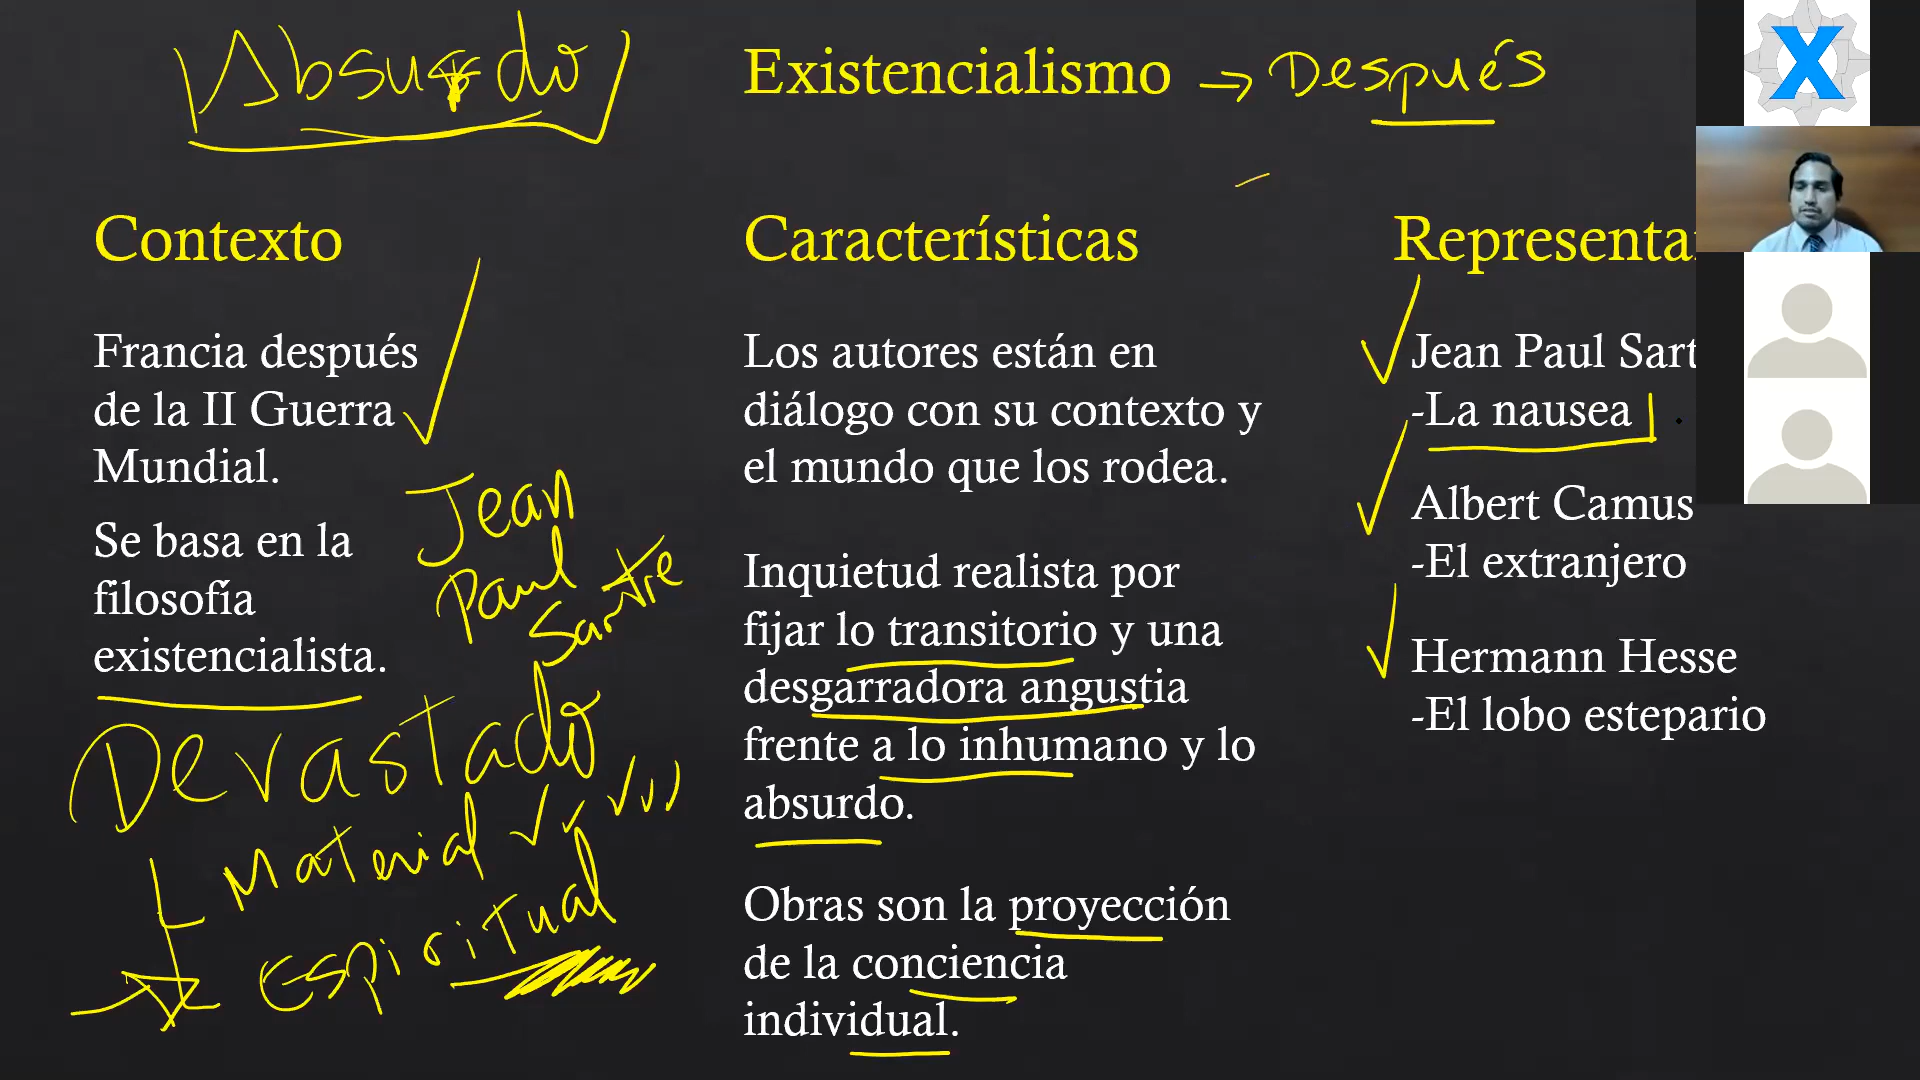 Absurdo
Existencialismo → Después
Contexto
Francia después
de la II Guerra
Mundial.
Se basa en la
filosofía
existencialista.
Jean
Paul
Sartre
Devastado
Material
Espiritual
Características
Los autores están en
diálogo con su contexto y
el mundo que los rodea.
Inquietud realista por
fijar lo transitorio y una
desgarradora angustia
frente a lo inhumano y lo
absurdo.
Obras son la proyección
de la conciencia
individual.
Representa
Jean Paul Sart
-La nausea
Albert Camus
-El extranjero
Hermann Hesse
-El lobo estepario
X